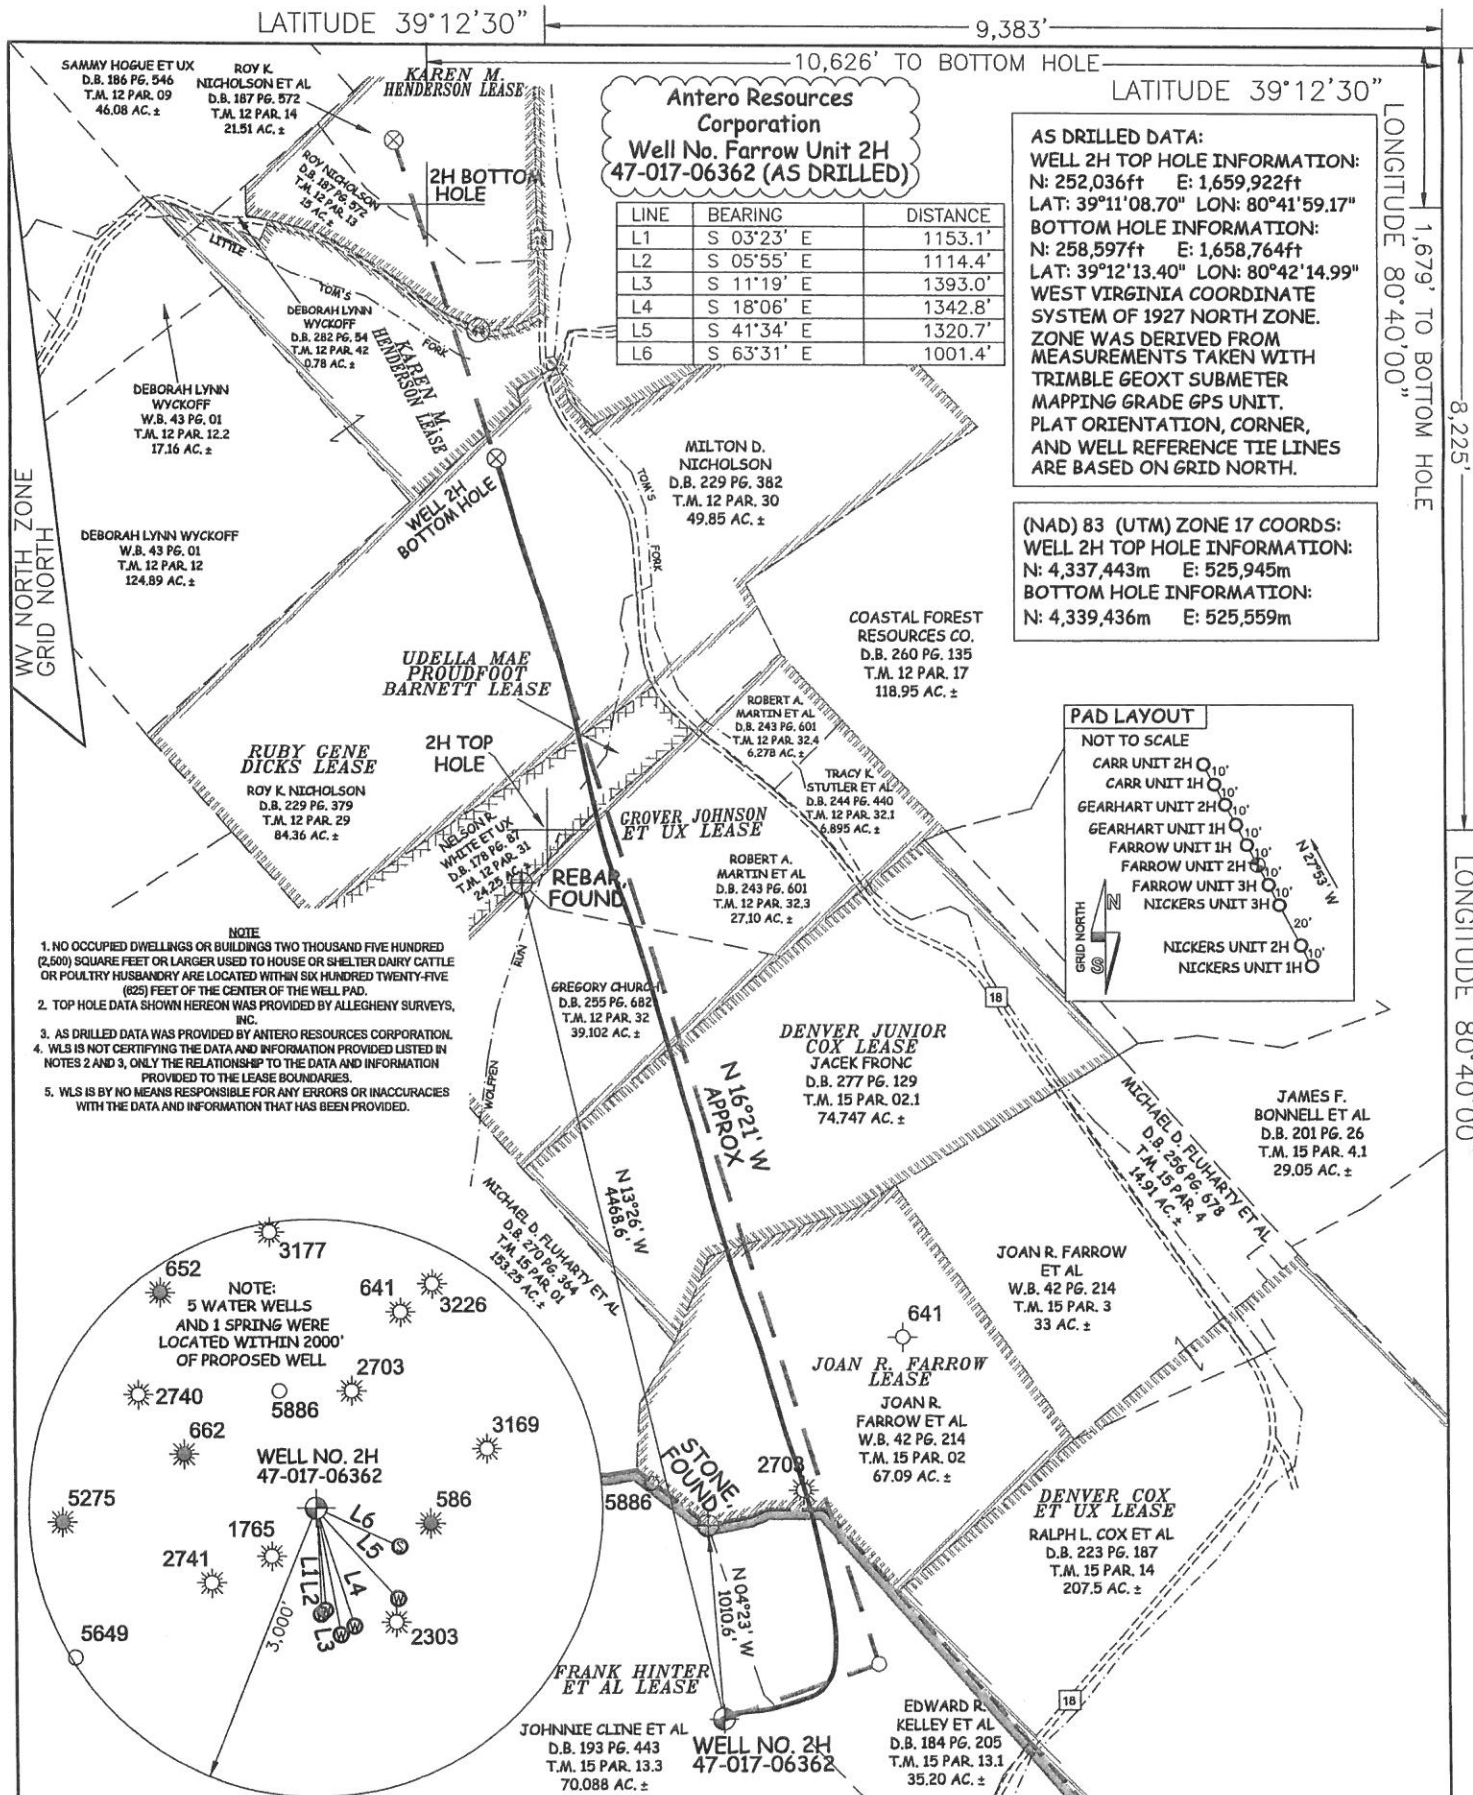 LATITUDE 39°12'30"
9,383'
10,626' TO BOTTOM HOLE
LATITUDE 39°12'30"
LONGITUDE 80°40'00"
1,679' TO BOTTOM HOLE
8,225'
LONGITUDE 80°40'00
WV NORTH ZONE
GRID NORTH
SAMMY HOGUE ET UX
D.B. 186 PG. 546
T.M. 12 PAR. 09
46.08 AC. ±
ROY K.
NICHOLSON ET AL
D.B. 187 PG. 572
T.M. 12 PAR. 14
21.51 AC. ±
KAREN M.
HENDERSON LEASE
ROY NICHOLSON
D.B. 187 PG. 572
T.M. 12 PAR. 13
15 AC. ±
2H BOTTOM
HOLE
Antero Resources
Corporation
Well No. Farrow Unit 2H
47-017-06362 (AS DRILLED)
LINE BEARING DISTANCE
L1 S 03°23' E 1153.1'
L2 S 05°55' E 1114.4'
L3 S 11°19' E 1393.0'
L4 S 18°06' E 1342.8'
L5 S 41°34' E 1320.7'
L6 S 63°31' E 1001.4'
AS DRILLED DATA:
WELL 2H TOP HOLE INFORMATION:
N: 252,036ft E: 1,659,922ft
LAT: 39°11'08.70" LON: 80°41'59.17"
BOTTOM HOLE INFORMATION:
N: 258,597ft E: 1,658,764ft
LAT: 39°12'13.40" LON: 80°42'14.99"
WEST VIRGINIA COORDINATE
SYSTEM OF 1927 NORTH ZONE.
ZONE WAS DERIVED FROM
MEASUREMENTS TAKEN WITH
TRIMBLE GEOXT SUBMETER
MAPPING GRADE GPS UNIT.
PLAT ORIENTATION, CORNER,
AND WELL REFERENCE TIE LINES
ARE BASED ON GRID NORTH.
(NAD) 83 (UTM) ZONE 17 COORDS:
WELL 2H TOP HOLE INFORMATION:
N: 4,337,443m E: 525,945m
BOTTOM HOLE INFORMATION:
N: 4,339,436m E: 525,559m
LITTLE
TOM'S
FORK
DEBORAH LYNN
WYCKOFF
D.B. 282 PG. 54
T.M. 12 PAR. 42
0.78 AC. ±
KAREN M.
HENDERSON LEASE
DEBORAH LYNN
WYCKOFF
W.B. 43 PG. 01
T.M. 12 PAR. 12.2
17.16 AC. ±
DEBORAH LYNN WYCKOFF
W.B. 43 PG. 01
T.M. 12 PAR. 12
124.89 AC. ±
WELL 2H
BOTTOM HOLE
MILTON D.
NICHOLSON
D.B. 229 PG. 382
T.M. 12 PAR. 30
49.85 AC. ±
TOM'S
FORK
COASTAL FOREST
RESOURCES CO.
D.B. 260 PG. 135
T.M. 12 PAR. 17
118.95 AC. ±
UDELLA MAE
PROUDFOOT
BARNETT LEASE
RUBY GENE
DICKS LEASE
ROY K. NICHOLSON
D.B. 229 PG. 379
T.M. 12 PAR. 29
84.36 AC. ±
2H TOP
HOLE
NELSON R.
WHITE ET UX
D.B. 178 PG. 87
T.M. 12 PAR. 31
24.25 AC. ±
ROBERT A.
MARTIN ET AL
D.B. 243 PG. 601
T.M. 12 PAR. 32.4
6.278 AC. ±
TRACY K.
STUTLER ET AL
D.B. 244 PG. 440
T.M. 12 PAR. 32.1
6.895 AC. ±
GROVER JOHNSON
ET UX LEASE
ROBERT A.
MARTIN ET AL
D.B. 243 PG. 601
T.M. 12 PAR. 32.3
27.10 AC. ±
REBAR,
FOUND
PAD LAYOUT
NOT TO SCALE
CARR UNIT 2H
10'
CARR UNIT 1H
10'
GEARHART UNIT 2H
10'
GEARHART UNIT 1H
10'
FARROW UNIT 1H
10'
FARROW UNIT 2H
10'
FARROW UNIT 3H
10'
NICKERS UNIT 3H
20'
NICKERS UNIT 2H
10'
NICKERS UNIT 1H
N 27°53' W
GRID NORTH
N
S
NOTE
1. NO OCCUPIED DWELLINGS OR BUILDINGS TWO THOUSAND FIVE HUNDRED
(2,500) SQUARE FEET OR LARGER USED TO HOUSE OR SHELTER DAIRY CATTLE
OR POULTRY HUSBANDRY ARE LOCATED WITHIN SIX HUNDRED TWENTY-FIVE
(625) FEET OF THE CENTER OF THE WELL PAD.
2. TOP HOLE DATA SHOWN HEREON WAS PROVIDED BY ALLEGHENY SURVEYS,
INC.
3. AS DRILLED DATA WAS PROVIDED BY ANTERO RESOURCES CORPORATION.
4. WLS IS NOT CERTIFYING THE DATA AND INFORMATION PROVIDED LISTED IN
NOTES 2 AND 3, ONLY THE RELATIONSHIP TO THE DATA AND INFORMATION
PROVIDED TO THE LEASE BOUNDARIES.
5. WLS IS BY NO MEANS RESPONSIBLE FOR ANY ERRORS OR INACCURACIES
WITH THE DATA AND INFORMATION THAT HAS BEEN PROVIDED.
RUN
WOLFPEN
GREGORY CHURCH
D.B. 255 PG. 682
T.M. 12 PAR. 32
39.102 AC. ±
18
DENVER JUNIOR
COX LEASE
JACEK FRONC
D.B. 277 PG. 129
T.M. 15 PAR. 02.1
74.747 AC. ±
N 16°21' W
APPROX
MICHAEL D. FLUHARTY ET AL
D.B. 256 PG. 678
T.M. 15 PAR. 4
14.91 AC. ±
JAMES F.
BONNELL ET AL
D.B. 201 PG. 26
T.M. 15 PAR. 4.1
29.05 AC. ±
N 13°26' W
4468.6'
MICHAEL D. FLUHARTY ET AL
D.B. 270 PG. 364
T.M. 15 PAR. 01
153.25 AC. ±
JOAN R. FARROW
ET AL
W.B. 42 PG. 214
T.M. 15 PAR. 3
33 AC. ±
641
JOAN R. FARROW
LEASE
JOAN R.
FARROW ET AL
W.B. 42 PG. 214
T.M. 15 PAR. 02
67.09 AC. ±
3177
652
NOTE:
5 WATER WELLS
AND 1 SPRING WERE
LOCATED WITHIN 2000'
OF PROPOSED WELL
641
3226
2740
5886
2703
662
3169
WELL NO. 2H
47-017-06362
5275
586
1765
L6
L5
2741
L1
L2
L4
L3
S
W
W
W
2303
5649
3,000'
STONE,
FOUND
5886
2703
DENVER COX
ET UX LEASE
RALPH L. COX ET AL
D.B. 223 PG. 187
T.M. 15 PAR. 14
207.5 AC. ±
N 04°23' W
1010.6'
FRANK HINTER
ET AL LEASE
JOHNNIE CLINE ET AL
D.B. 193 PG. 443
T.M. 15 PAR. 13.3
70.088 AC. ±
WELL NO. 2H
47-017-06362
EDWARD R.
KELLEY ET AL
D.B. 184 PG. 205
T.M. 15 PAR. 13.1
35.20 AC. ±
18